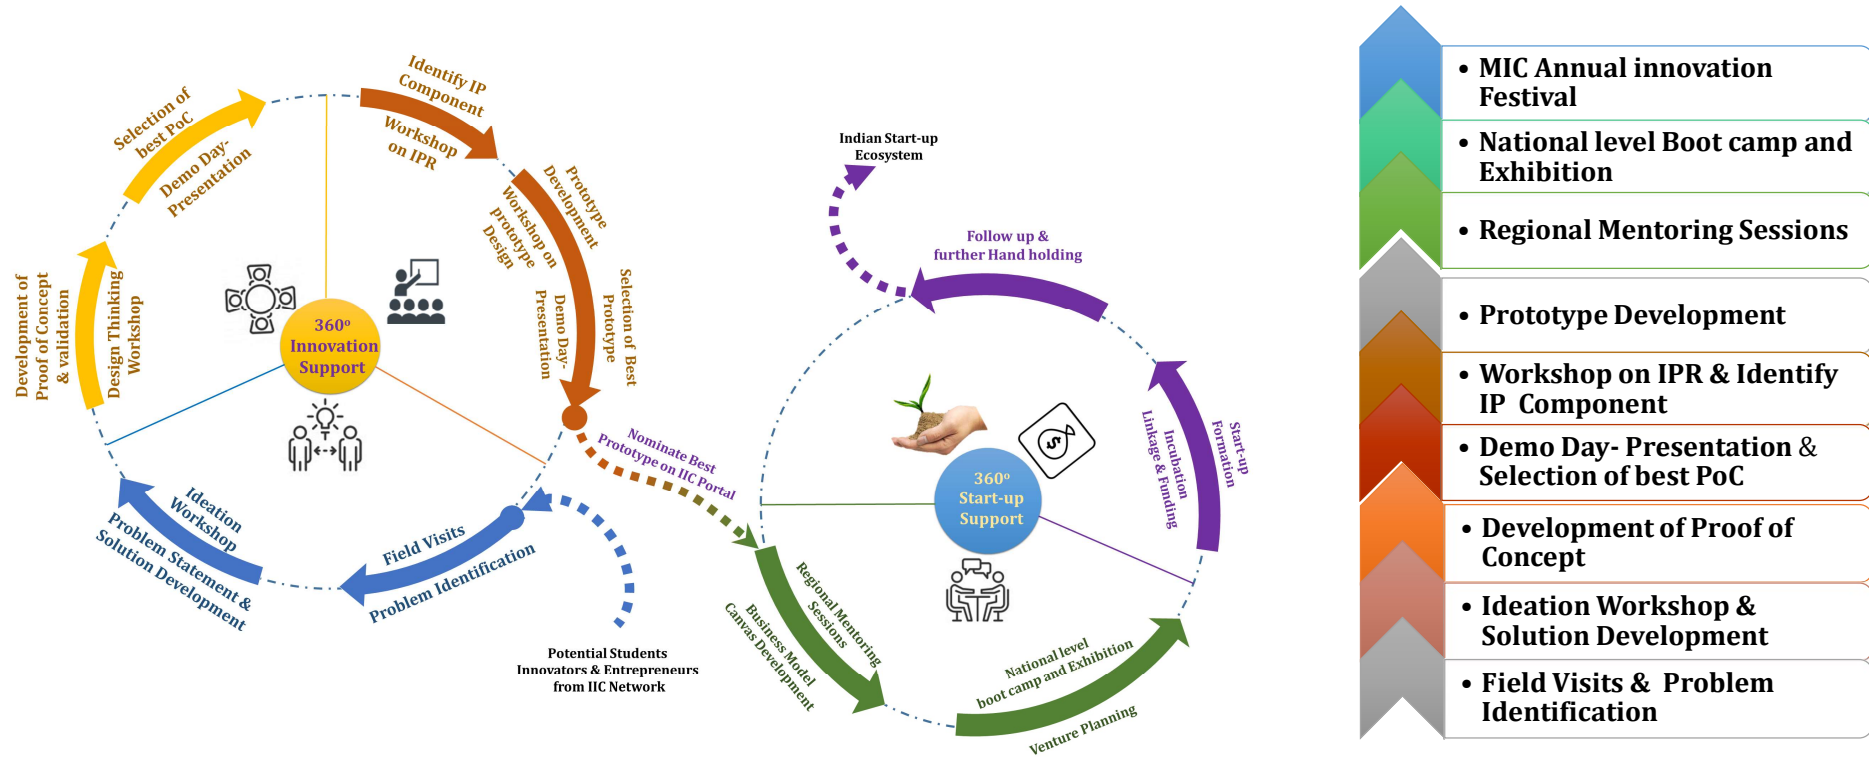 Identify IP
Component
Workshop
on IPR
Selection of
best PoC
Demo Day-
Presentation
Development of
Proof of Concept
& validation
Design Thinking
Workshop
Prototype
Development
Workshop on
prototype
Design
Selection of Best
Prototype
Demo Day-
Presentation
360º
Innovation
Support
Ideation
Workshop
Problem Statement &
Solution Development
Field Visits
Problem Identification
Potential Students
Innovators & Entrepreneurs
from IIC Network
Nominate Best
Prototype on IIC Portal
Indian Start-up
Ecosystem
Follow up &
further Hand holding
Start-up
Formation
Incubation
Linkage & Funding
360º
Start-up
Support
Regional Mentoring
Sessions
Business Model
Canvas Development
National level
boot camp and Exhibition
Venture Planning
• MIC Annual innovation
Festival
• National level Boot camp and
Exhibition
• Regional Mentoring Sessions
• Prototype Development
• Workshop on IPR & Identify
IP Component
• Demo Day- Presentation &
Selection of best PoC
• Development of Proof of
Concept
• Ideation Workshop &
Solution Development
• Field Visits & Problem
Identification